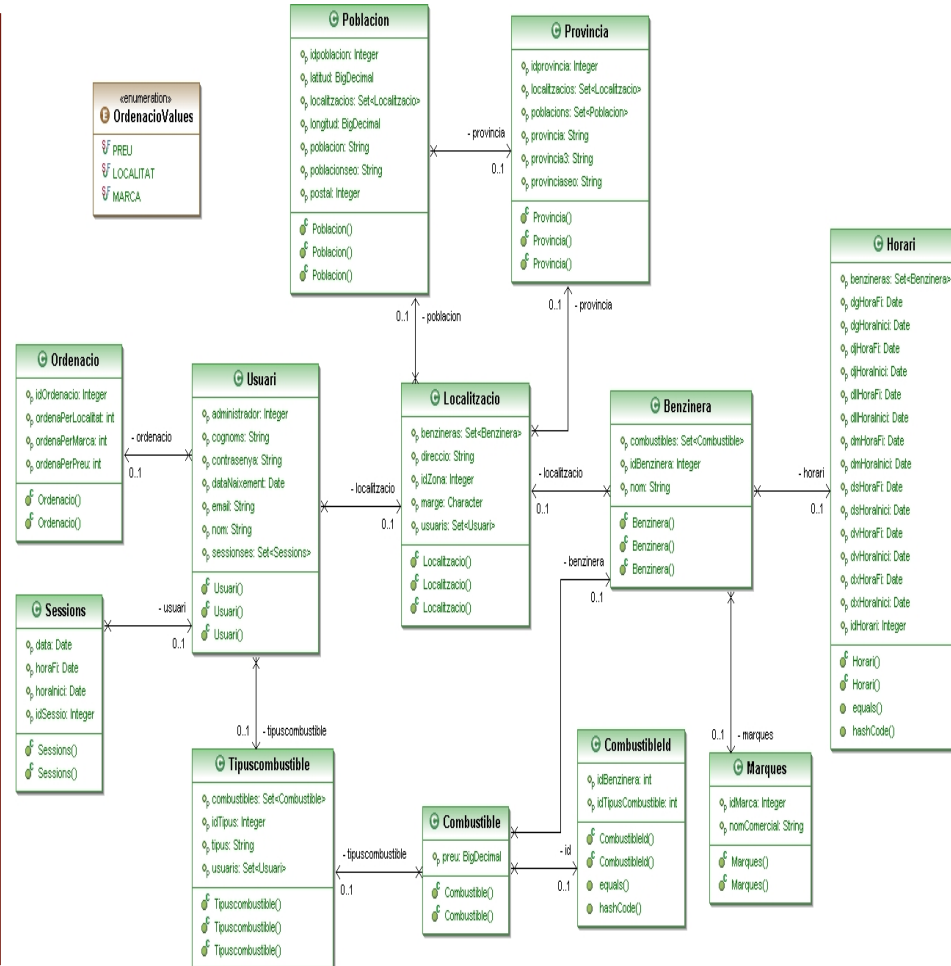 Poblacion
idpoblacion: Integer
latitud: BigDecimal
localitzacios: Set<Localitzacio>
longitud: BigDecimal
poblacion: String
poblacionseo: String
postal: Integer
Poblacion()
Poblacion()
Poblacion()
Provincia
idprovincia: Integer
localitzacios: Set<Localitzacio>
poblacions: Set<Poblacion>
provincia: String
provincia3: String
provinciaseo: String
Provincia()
Provincia()
Provincia()
«enumeration»
OrdenacioValues
PREU
LOCALITAT
MARCA
- provincia
0..1
0..1 - poblacion
0..1 - provincia
Horari
benzineras: Set<Benzinera>
dgHoraFi: Date
dgHoraInici: Date
djHoraFi: Date
djHoraInici: Date
dlHoraFi: Date
dlHoraInici: Date
dmHoraFi: Date
dmHoraInici: Date
dsHoraFi: Date
dsHoraInici: Date
dvHoraFi: Date
dvHoraInici: Date
dxHoraFi: Date
dxHoraInici: Date
idHorari: Integer
Horari()
Horari()
equals()
hashCode()
Ordenacio
idOrdenacio: Integer
ordenaPerLocalitat: int
ordenaPerMarca: int
ordenaPerPreu: int
Ordenacio()
Ordenacio()
- ordenacio
0..1
Usuari
administrador: Integer
cognoms: String
contrasenya: String
dataNaixement: Date
email: String
nom: String
sessionses: Set<Sessions>
Usuari()
Usuari()
Usuari()
- localitzacio
0..1
Localitzacio
benzineras: Set<Benzinera>
direccio: String
idZona: Integer
marge: Character
usuaris: Set<Usuari>
Localitzacio()
Localitzacio()
Localitzacio()
- localitzacio
0..1
Benzinera
combustibles: Set<Combustible>
idBenzinera: Integer
nom: String
Benzinera()
Benzinera()
Benzinera()
- horari
0..1
- benzinera
0..1
Sessions
data: Date
horaFi: Date
horaInici: Date
idSessio: Integer
Sessions()
Sessions()
- usuari
0..1
0..1 - tipuscombustible
Tipuscombustible
combustibles: Set<Combustible>
idTipus: Integer
tipus: String
usuaris: Set<Usuari>
Tipuscombustible()
Tipuscombustible()
Tipuscombustible()
- tipuscombustible
0..1
Combustible
preu: BigDecimal
Combustible()
Combustible()
- id
0..1
CombustibleId
idBenzinera: int
idTipusCombustible: int
CombustibleId()
CombustibleId()
equals()
hashCode()
0..1 - marques
Marques
idMarca: Integer
nomComercial: String
Marques()
Marques()